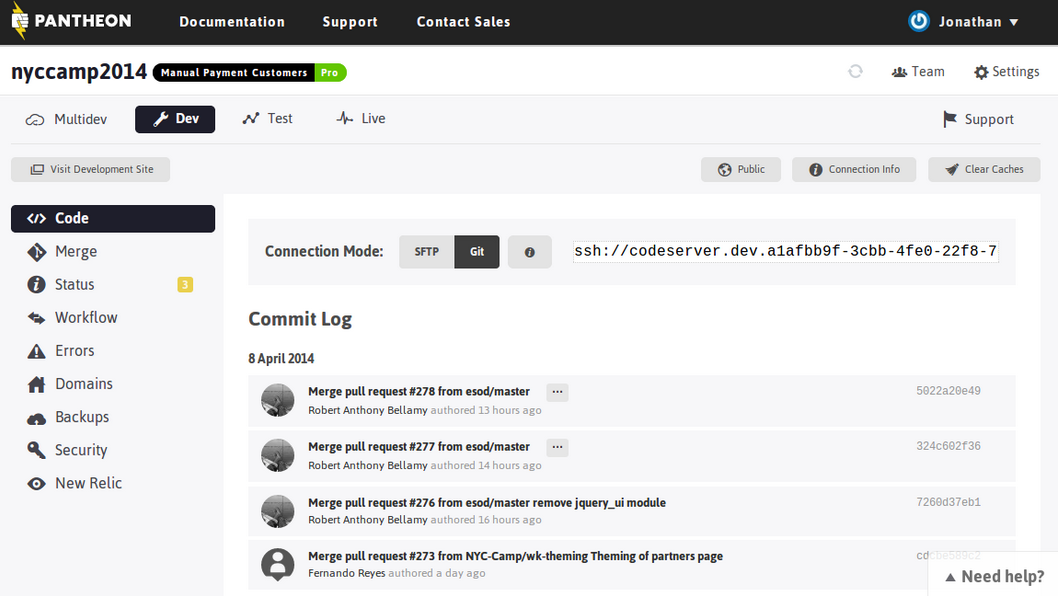 PANTHEON Documentation Support Contact Sales Jonathan ▼
nyccamp2014 Manual Payment Customers Pro Team Settings
Multidev Dev Test Live Support
Visit Development Site Public Connection Info Clear Caches
Code
Merge
Status 3
Workflow
Errors
Domains
Backups
Security
New Relic
Connection Mode: SFTP Git ssh://codeserver.dev.a1afbb9f-3cbb-4fe0-22f8-7
Commit Log
8 April 2014
Merge pull request #278 from esod/master ... 5022a20e49
Robert Anthony Bellamy authored 13 hours ago
Merge pull request #277 from esod/master ... 324c602f36
Robert Anthony Bellamy authored 14 hours ago
Merge pull request #276 from esod/master remove jquery_ui module 7260d37eb1
Robert Anthony Bellamy authored 16 hours ago
Merge pull request #273 from NYC-Camp/wk-theming Theming of partners page
Fernando Reyes authored a day ago
▲ Need help?